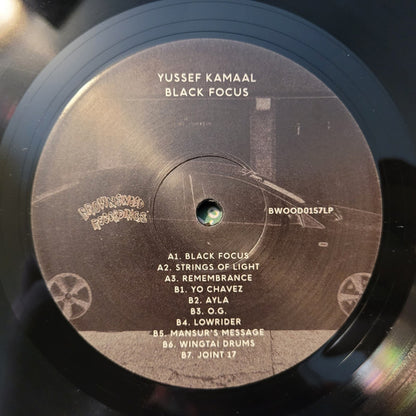 YUSSEF KAMAAL
BLACK FOCUS
BROWNSWOOD
RECORDINGS
BWOOD0157LP
A1. BLACK FOCUS
A2. STRINGS OF LIGHT
A3. REMEMBRANCE
B1. YO CHAVEZ
B2. AYLA
B3. O.G.
B4. LOWRIDER
B5. MANSUR'S MESSAGE
B6. WINGTAI DRUMS
B7. JOINT 17